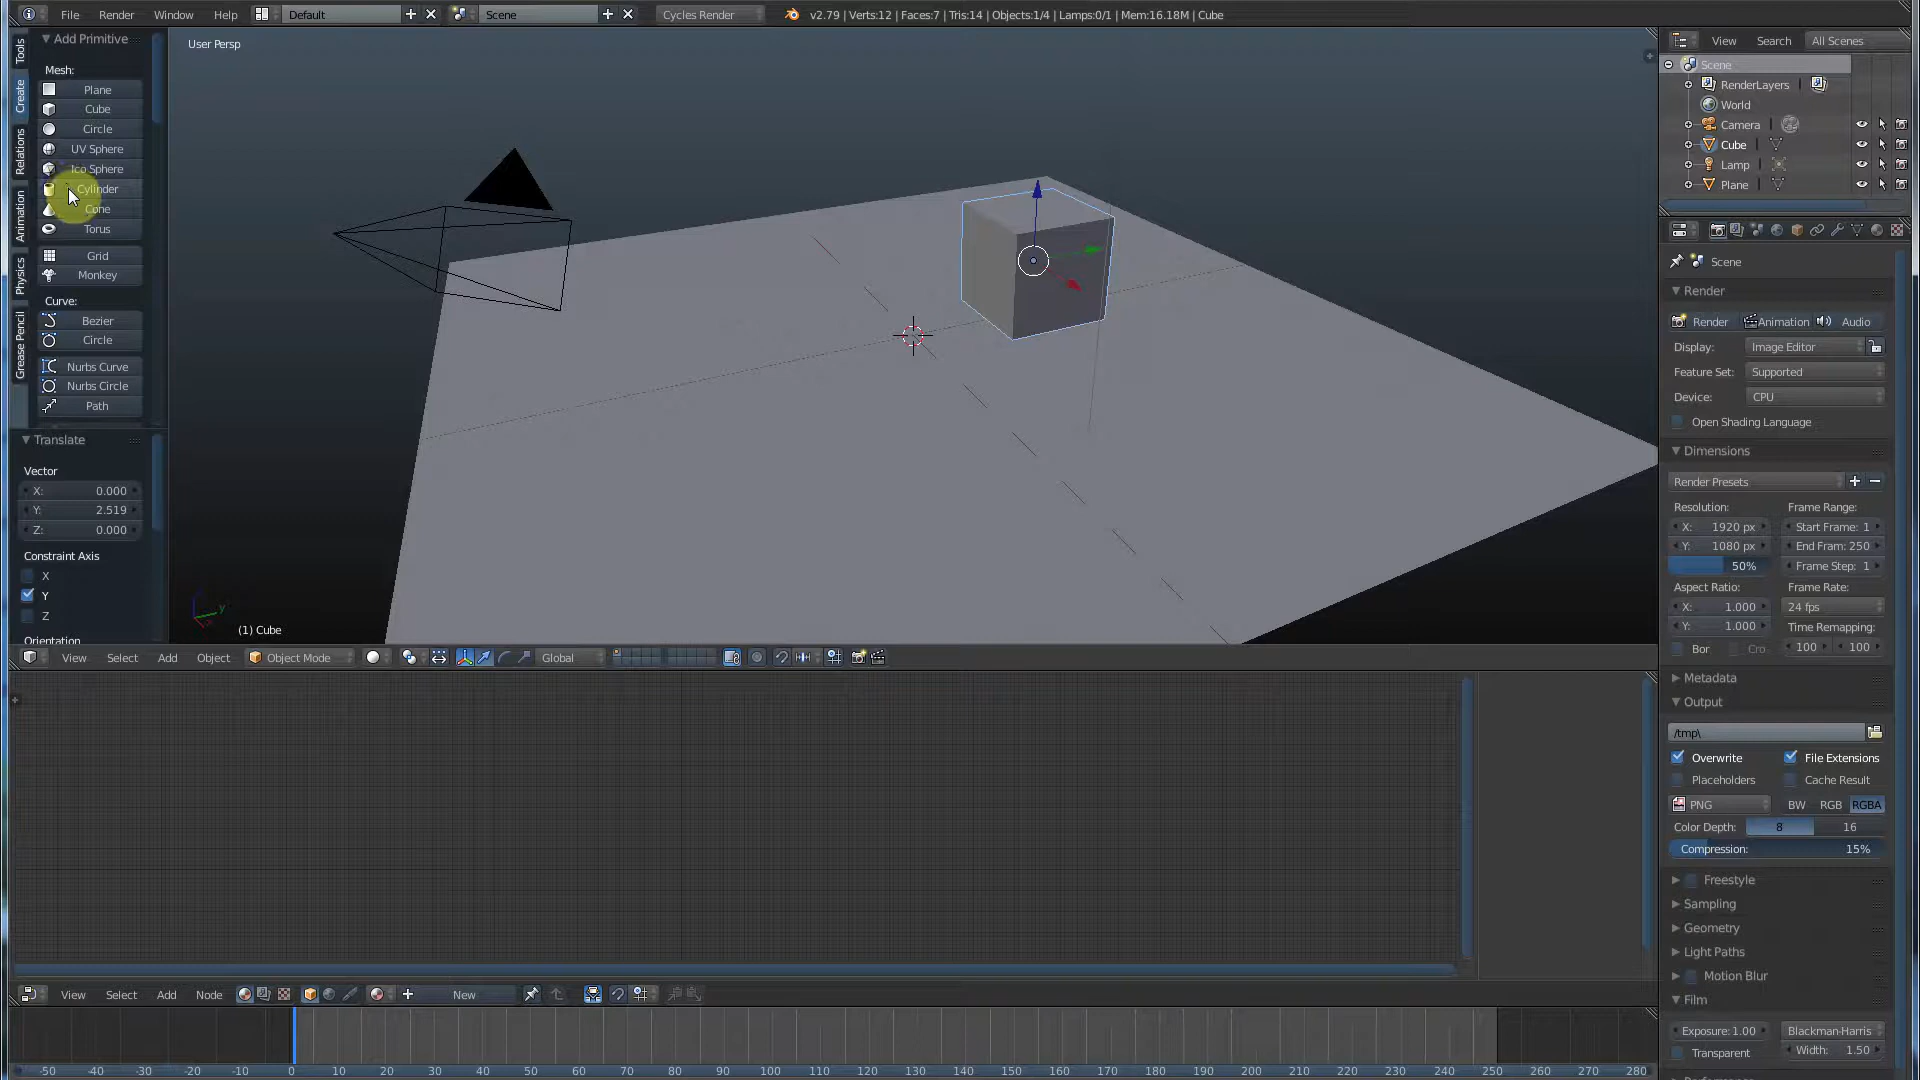 File Render Window Help Default Scene Cycles Render v2.79 | Verts:12 | Faces:7 | Tris:14 | Objects:1/4 | Lamps:0/1 | Mem:16.18M | Cube
Tools
Create
Relations
Animation
Physics
Grease Pencil
Add Primitive
Mesh:
Plane
Cube
Circle
UV Sphere
Ico Sphere
Cylinder
Cone
Torus
Grid
Monkey
Curve:
Bezier
Circle
Nurbs Curve
Nurbs Circle
Path
Translate
Vector
X: 0.000
Y: 2.519
Z: 0.000
Constraint Axis
X
Y
Z
Orientation
User Persp
(1) Cube
View Select Add Object Object Mode Global
View Select Add Node New
-50 -40 -30 -20 -10 0 10 20 30 40 50 60 70 80 90 100 110 120 130 140 150 160 170 180 190 200 210 220 230 240 250 260 270 280
View Search All Scenes
Scene
RenderLayers
World
Camera
Cube
Lamp
Plane
Scene
Render
Render Animation Audio
Display: Image Editor
Feature Set: Supported
Device: CPU
Open Shading Language
Dimensions
Render Presets
Resolution: Frame Range:
X: 1920 px Start Frame: 1
Y: 1080 px End Fram: 250
50% Frame Step: 1
Aspect Ratio: Frame Rate:
X: 1.000 24 fps
Y: 1.000 Time Remapping:
Bor Cro 100 100
Metadata
Output
/tmp\
Overwrite File Extensions
Placeholders Cache Result
PNG BW RGB RGBA
Color Depth: 8 16
Compression: 15%
Freestyle
Sampling
Geometry
Light Paths
Motion Blur
Film
Exposure: 1.00 Blackman-Harris
Transparent Width: 1.50